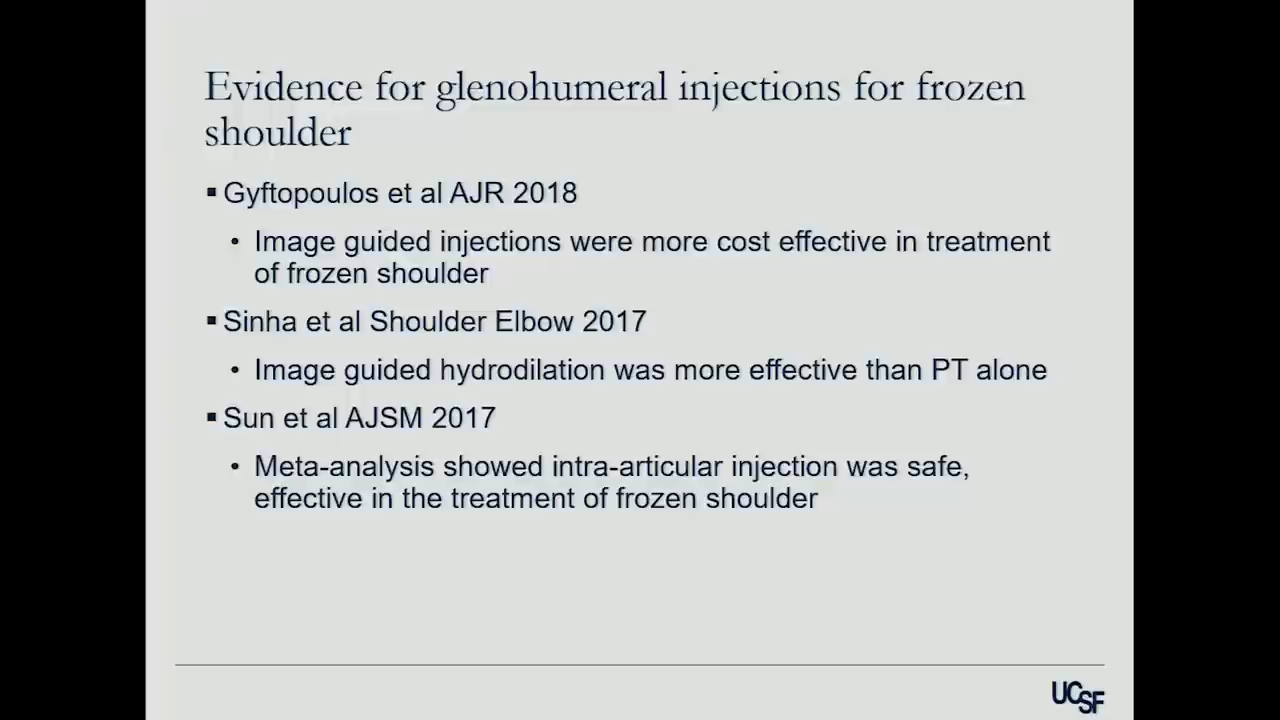 Evidence for glenohumeral injections for frozen
shoulder
▪ Gyftopoulos et al AJR 2018
• Image guided injections were more cost effective in treatment
of frozen shoulder
▪ Sinha et al Shoulder Elbow 2017
• Image guided hydrodilation was more effective than PT alone
▪ Sun et al AJSM 2017
• Meta-analysis showed intra-articular injection was safe,
effective in the treatment of frozen shoulder
UCSF